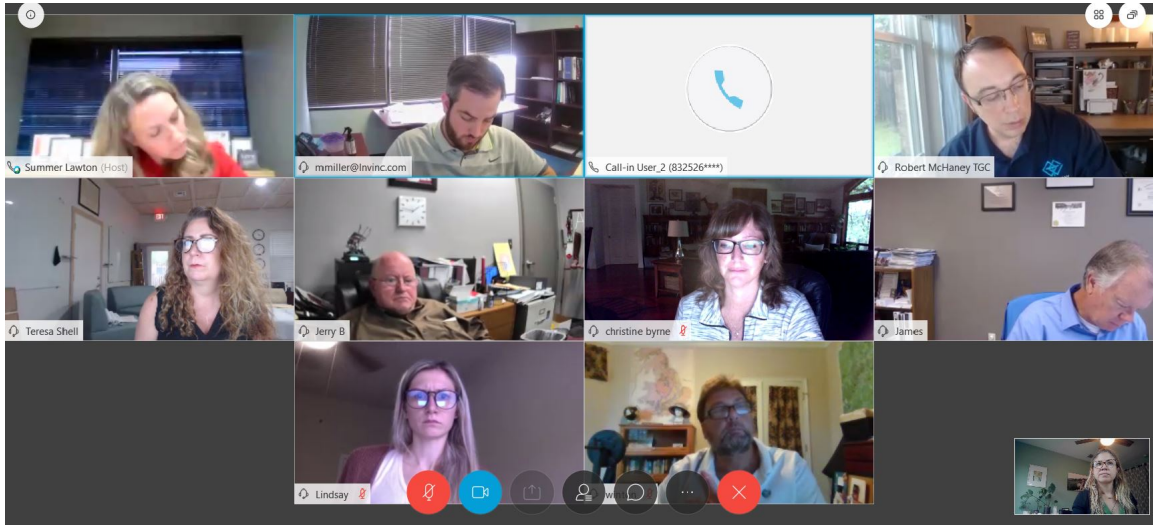 Summer Lawton (Host)
mmiller@lnvinc.com
Call-in User_2 (832526****)
Robert McHaney TGC
Teresa Shell
Jerry B
christine byrne
James
Lindsay